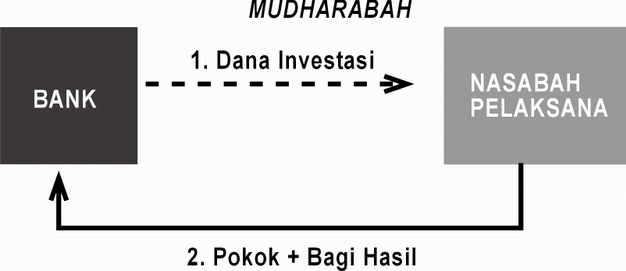 MUDHARABAH
1. Dana Investasi
BANK
NASABAH
PELAKSANA
2. Pokok + Bagi Hasil